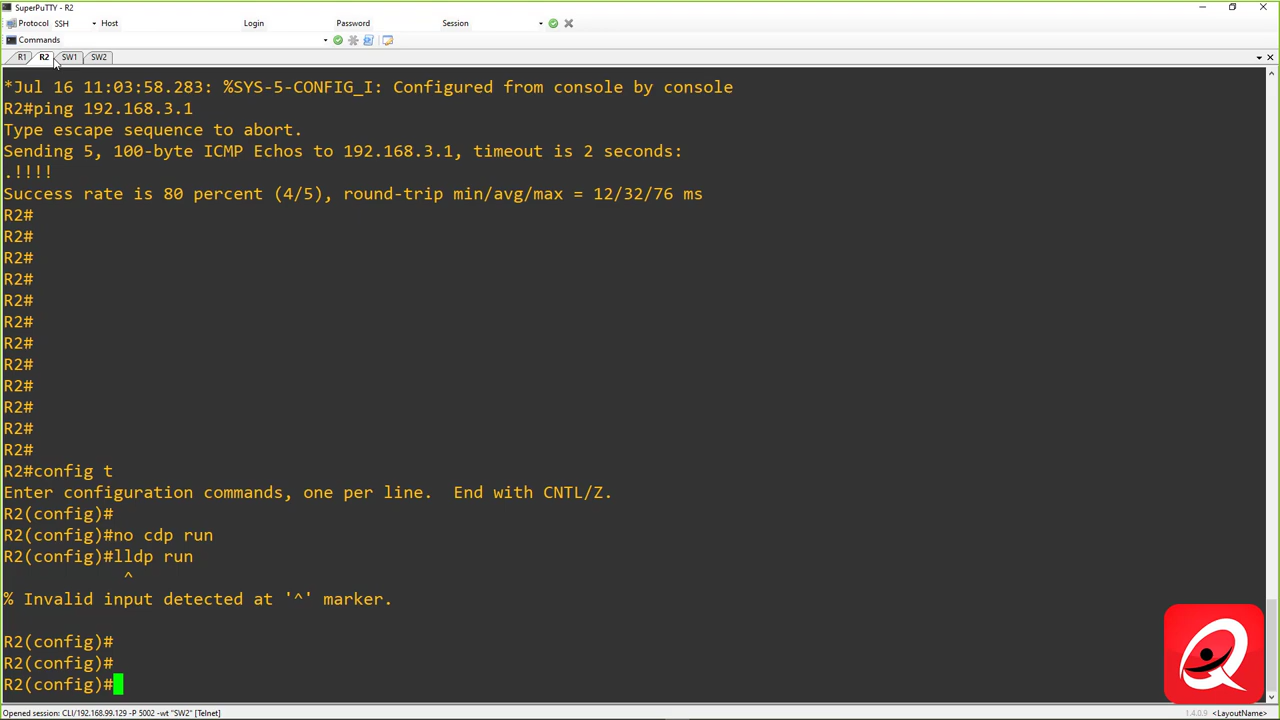 SuperPuTTY - R2
Protocol SSH Host Login Password Session
Commands
R1 R2 SW1 SW2
*Jul 16 11:03:58.283: %SYS-5-CONFIG_I: Configured from console by console
R2#ping 192.168.3.1
Type escape sequence to abort.
Sending 5, 100-byte ICMP Echos to 192.168.3.1, timeout is 2 seconds:
.!!!!
Success rate is 80 percent (4/5), round-trip min/avg/max = 12/32/76 ms
R2#
R2#
R2#
R2#
R2#
R2#
R2#
R2#
R2#
R2#
R2#
R2#
R2#config t
Enter configuration commands, one per line.  End with CNTL/Z.
R2(config)#
R2(config)#no cdp run
R2(config)#lldp run
^
% Invalid input detected at '^' marker.
R2(config)#
R2(config)#
R2(config)#
Opened session: CLI/192.168.99.129 -P 5002 -wt "SW2" [Telnet] 1.4.0.9 <LayoutName>